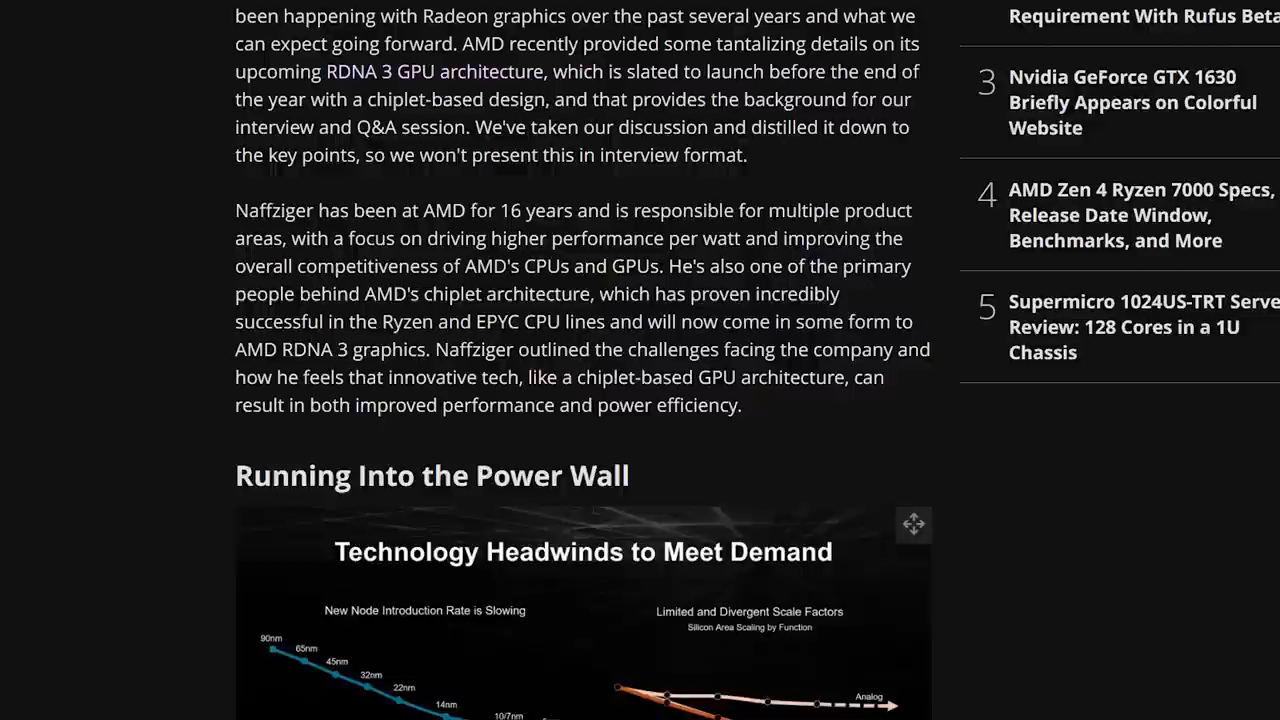 been happening with Radeon graphics over the past several years and what we
can expect going forward. AMD recently provided some tantalizing details on its
upcoming RDNA 3 GPU architecture, which is slated to launch before the end of
the year with a chiplet-based design, and that provides the background for our
interview and Q&A session. We've taken our discussion and distilled it down to
the key points, so we won't present this in interview format.
Naffziger has been at AMD for 16 years and is responsible for multiple product
areas, with a focus on driving higher performance per watt and improving the
overall competitiveness of AMD's CPUs and GPUs. He's also one of the primary
people behind AMD's chiplet architecture, which has proven incredibly
successful in the Ryzen and EPYC CPU lines and will now come in some form to
AMD RDNA 3 graphics. Naffziger outlined the challenges facing the company and
how he feels that innovative tech, like a chiplet-based GPU architecture, can
result in both improved performance and power efficiency.
Running Into the Power Wall
Technology Headwinds to Meet Demand
New Node Introduction Rate is Slowing
90nm
65nm
45nm
32nm
22nm
14nm
10/7nm
Limited and Divergent Scale Factors
Silicon Area Scaling by Function
Analog
Requirement With Rufus Beta
3
Nvidia GeForce GTX 1630
Briefly Appears on Colorful
Website
4
AMD Zen 4 Ryzen 7000 Specs,
Release Date Window,
Benchmarks, and More
5
Supermicro 1024US-TRT Serve
Review: 128 Cores in a 1U
Chassis